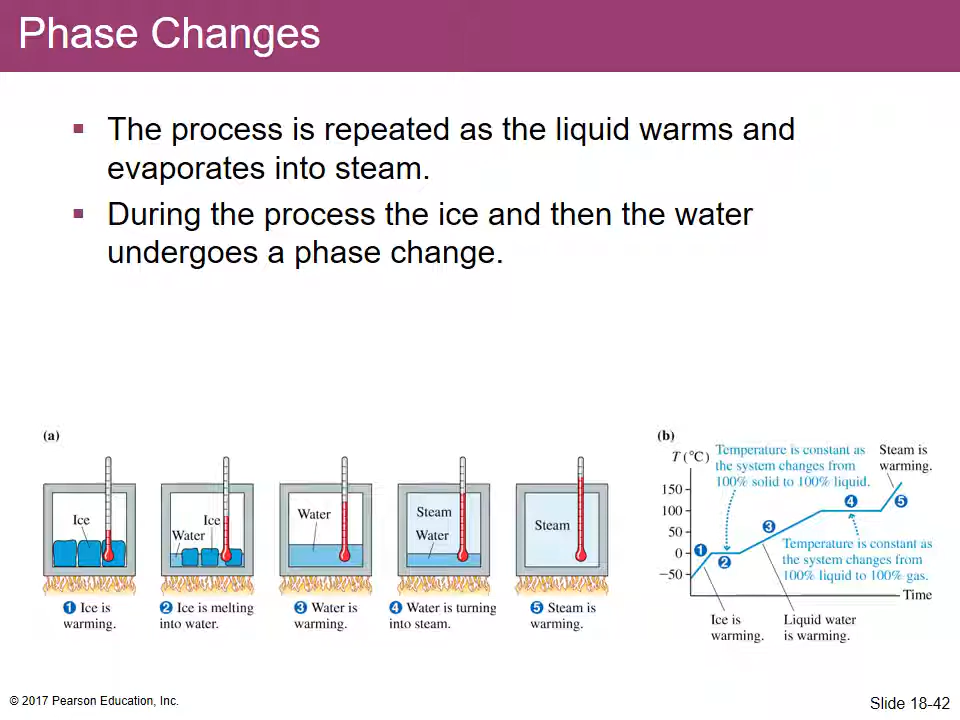 Phase Changes
The process is repeated as the liquid warms and
evaporates into steam.
During the process the ice and then the water
undergoes a phase change.
(a)
Ice
Ice
Water
Water
Steam
Water
Steam
1 Ice is
warming.
2 Ice is melting
into water.
3 Water is
warming.
4 Water is turning
into steam.
5 Steam is
warming.
(b)
T (°C)
Temperature is constant as
the system changes from
100% solid to 100% liquid.
Steam is
warming.
150
100
50
0
−50
1
2
3
4
5
Temperature is constant as
the system changes from
100% liquid to 100% gas.
Time
Ice is
warming.
Liquid water
is warming.
© 2017 Pearson Education, Inc.
Slide 18-42